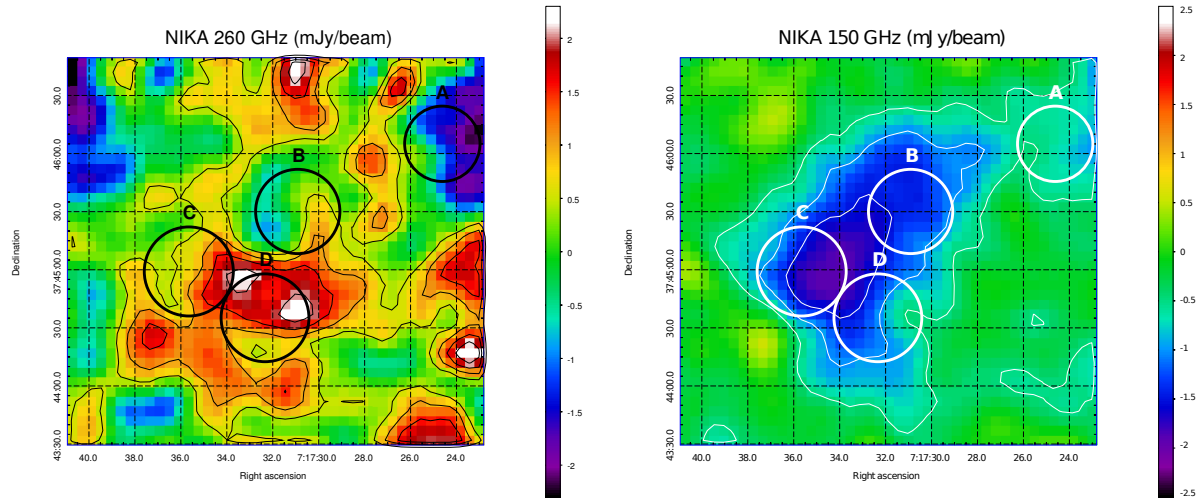 NIKA 260 GHz (mJy/beam)
A
B
C
D
30.0
46:00.0
30.0
37:45:00.0
30.0
44:00.0
43:30.0
Declination
40.0 38.0 36.0 34.0 32.0 7:17:30.0 28.0 26.0 24.0
Right ascension
2
1.5
1
0.5
0
-0.5
-1
-1.5
-2
NIKA 150 GHz (mJy/beam)
A
B
C
D
30.0
46:00.0
30.0
37:45:00.0
30.0
44:00.0
43:30.0
Declination
40.0 38.0 36.0 34.0 32.0 7:17:30.0 28.0 26.0 24.0
Right ascension
2.5
2
1.5
1
0.5
0
-0.5
-1
-1.5
-2
-2.5